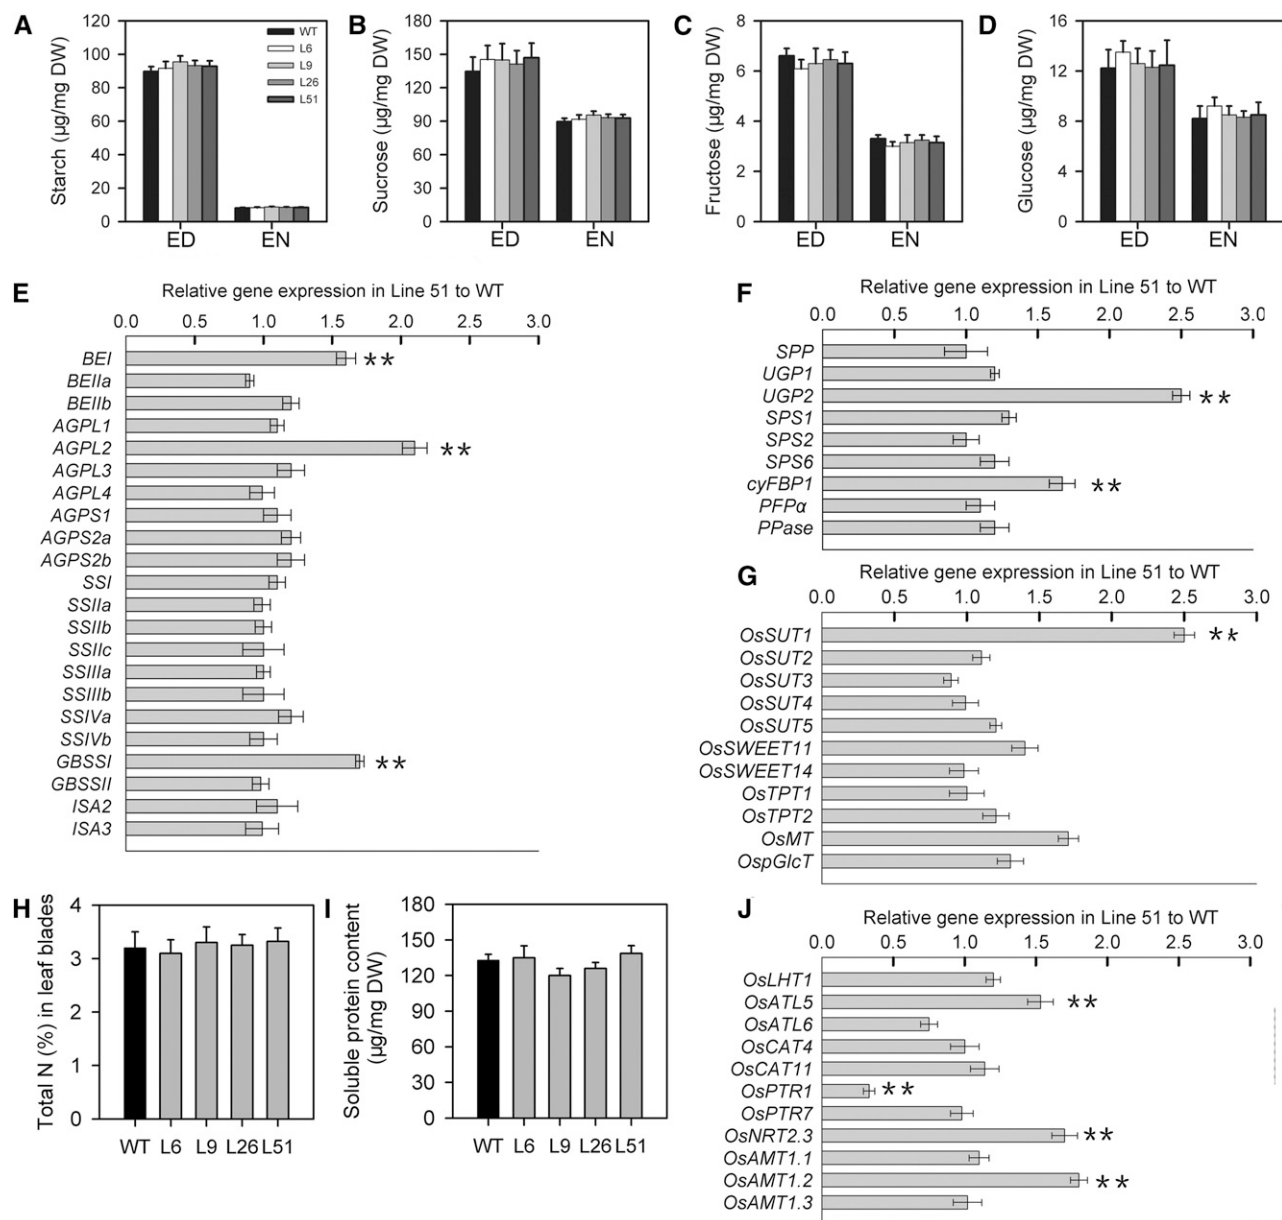 A
Starch (µg/mg DW)
120
100
80
60
40
20
0
WT
L6
L9
L26
L51
ED
EN
B
Sucrose (µg/mg DW)
180
150
120
90
60
30
0
ED
EN
C
Fructose (µg/mg DW)
8
6
4
2
0
ED
EN
D
Glucose (µg/mg DW)
16
12
8
4
0
ED
EN
E
Relative gene expression in Line 51 to WT
0.0 0.5 1.0 1.5 2.0 2.5 3.0
BEI **
BEIIa
BEIIb
AGPL1
AGPL2 **
AGPL3
AGPL4
AGPS1
AGPS2a
AGPS2b
SSI
SSIIa
SSIIb
SSIIc
SSIIIa
SSIIIb
SSIVa
SSIVb
GBSSI **
GBSSII
ISA2
ISA3
F
Relative gene expression in Line 51 to WT
0.0 0.5 1.0 1.5 2.0 2.5 3.0
SPP
UGP1
UGP2 **
SPS1
SPS2
SPS6
cyFBP1 **
PFPα
PPase
G
Relative gene expression in Line 51 to WT
0.0 0.5 1.0 1.5 2.0 2.5 3.0
OsSUT1 **
OsSUT2
OsSUT3
OsSUT4
OsSUT5
OsSWEET11
OsSWEET14
OsTPT1
OsTPT2
OsMT
OspGlcT
H
Total N (%) in leaf blades
4
3
2
1
0
WT L6 L9 L26 L51
I
Soluble protein content
(µg/mg DW)
180
150
120
90
60
30
0
WT L6 L9 L26 L51
J
Relative gene expression in Line 51 to WT
0.0 0.5 1.0 1.5 2.0 2.5 3.0
OsLHT1
OsATL5 **
OsATL6
OsCAT4
OsCAT11
OsPTR1 **
OsPTR7
OsNRT2.3 **
OsAMT1.1
OsAMT1.2 **
OsAMT1.3